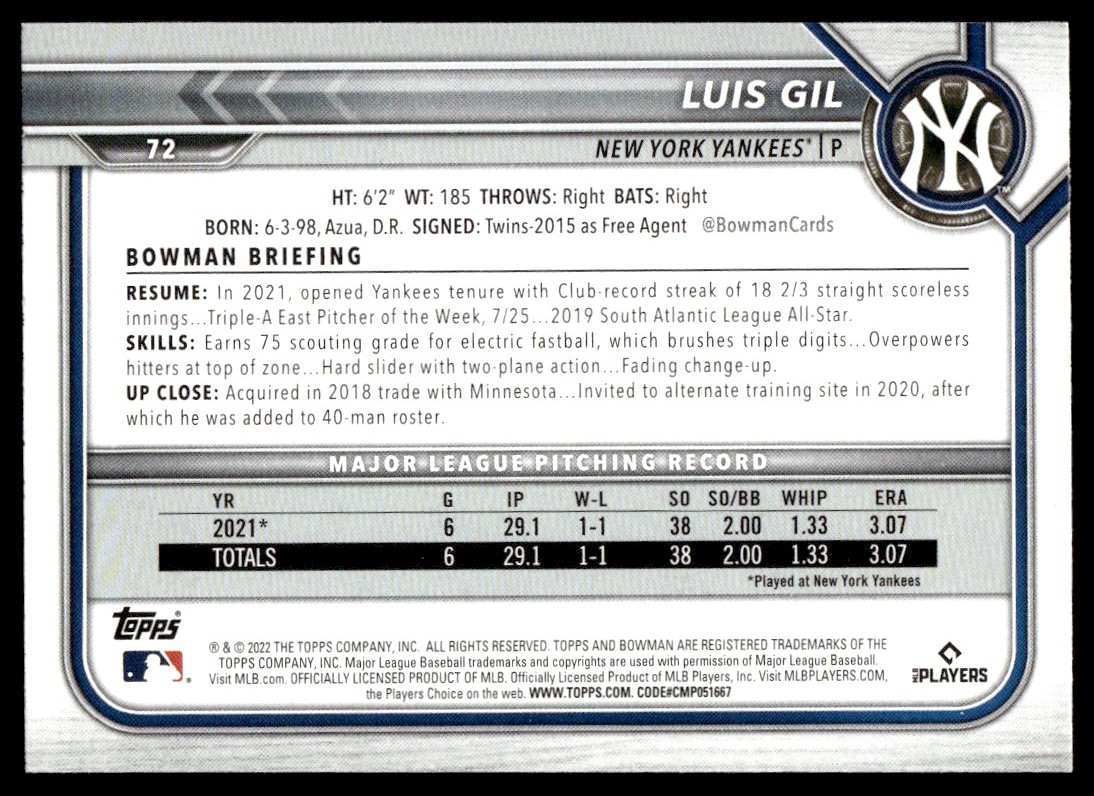 LUIS GIL
72
NEW YORK YANKEES® | P
NY
TM
HT: 6'2" WT: 185 THROWS: Right BATS: Right
BORN: 6-3-98, Azua, D.R. SIGNED: Twins-2015 as Free Agent @BowmanCards
BOWMAN BRIEFING
RESUME: In 2021, opened Yankees tenure with Club-record streak of 18 2/3 straight scoreless
innings...Triple-A East Pitcher of the Week, 7/25...2019 South Atlantic League All-Star.
SKILLS: Earns 75 scouting grade for electric fastball, which brushes triple digits...Overpowers
hitters at top of zone...Hard slider with two-plane action...Fading change-up.
UP CLOSE: Acquired in 2018 trade with Minnesota...Invited to alternate training site in 2020, after
which he was added to 40-man roster.
MAJOR LEAGUE PITCHING RECORD
YR G IP W-L SO SO/BB WHIP ERA
2021* 6 29.1 1-1 38 2.00 1.33 3.07
TOTALS 6 29.1 1-1 38 2.00 1.33 3.07
*Played at New York Yankees
TOPPS®
® & © 2022 THE TOPPS COMPANY, INC. ALL RIGHTS RESERVED. TOPPS AND BOWMAN ARE REGISTERED TRADEMARKS OF THE
TOPPS COMPANY, INC. Major League Baseball trademarks and copyrights are used with permission of Major League Baseball.
Visit MLB.com. OFFICIALLY LICENSED PRODUCT OF MLB. Officially Licensed Product of MLB Players, Inc. Visit MLBPLAYERS.COM,
the Players Choice on the web. WWW.TOPPS.COM. CODE#CMP051667
MLB PLAYERS